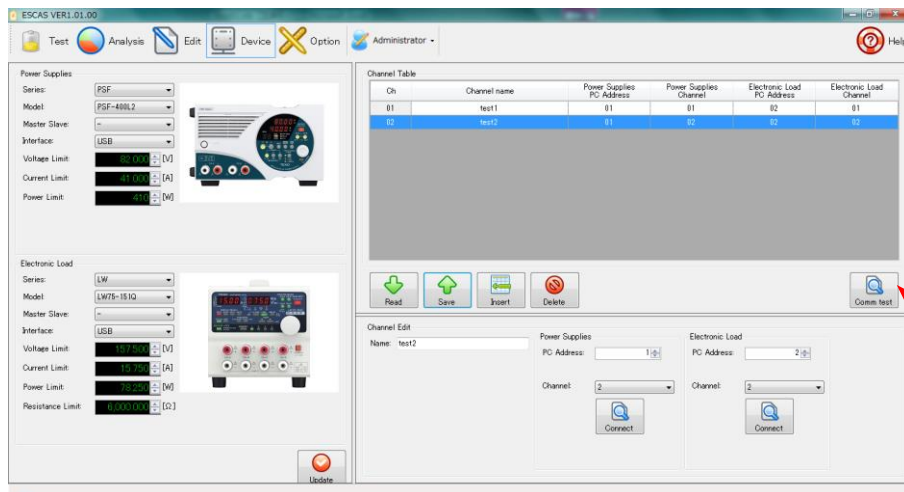 ESCAS VER1.01.00
Test Analysis Edit Device Option Administrator Help
Power Supplies
Series: PSF
Model: PSF-400L2
Master Slave: -
Interface: USB
Voltage Limit: 82.000 [V]
Current Limit: 41.000 [A]
Power Limit: 410 [W]
Electronic Load
Series: LW
Model: LW75-151Q
Master Slave: -
Interface: USB
Voltage Limit: 157.500 [V]
Current Limit: 15.750 [A]
Power Limit: 78.250 [W]
Resistance Limit: 6,000.000 [Ω]
Update
Channel Table
Ch Channel name Power Supplies PC Address Power Supplies Channel Electronic Load PC Address Electronic Load Channel
01 test1 01 01 02 01
02 test2 01 02 02 02
Read Save Insert Delete Comm test
Channel Edit
Name: test2
Power Supplies
PC Address: 1
Channel: 2
Connect
Electronic Load
PC Address: 2
Channel: 2
Connect